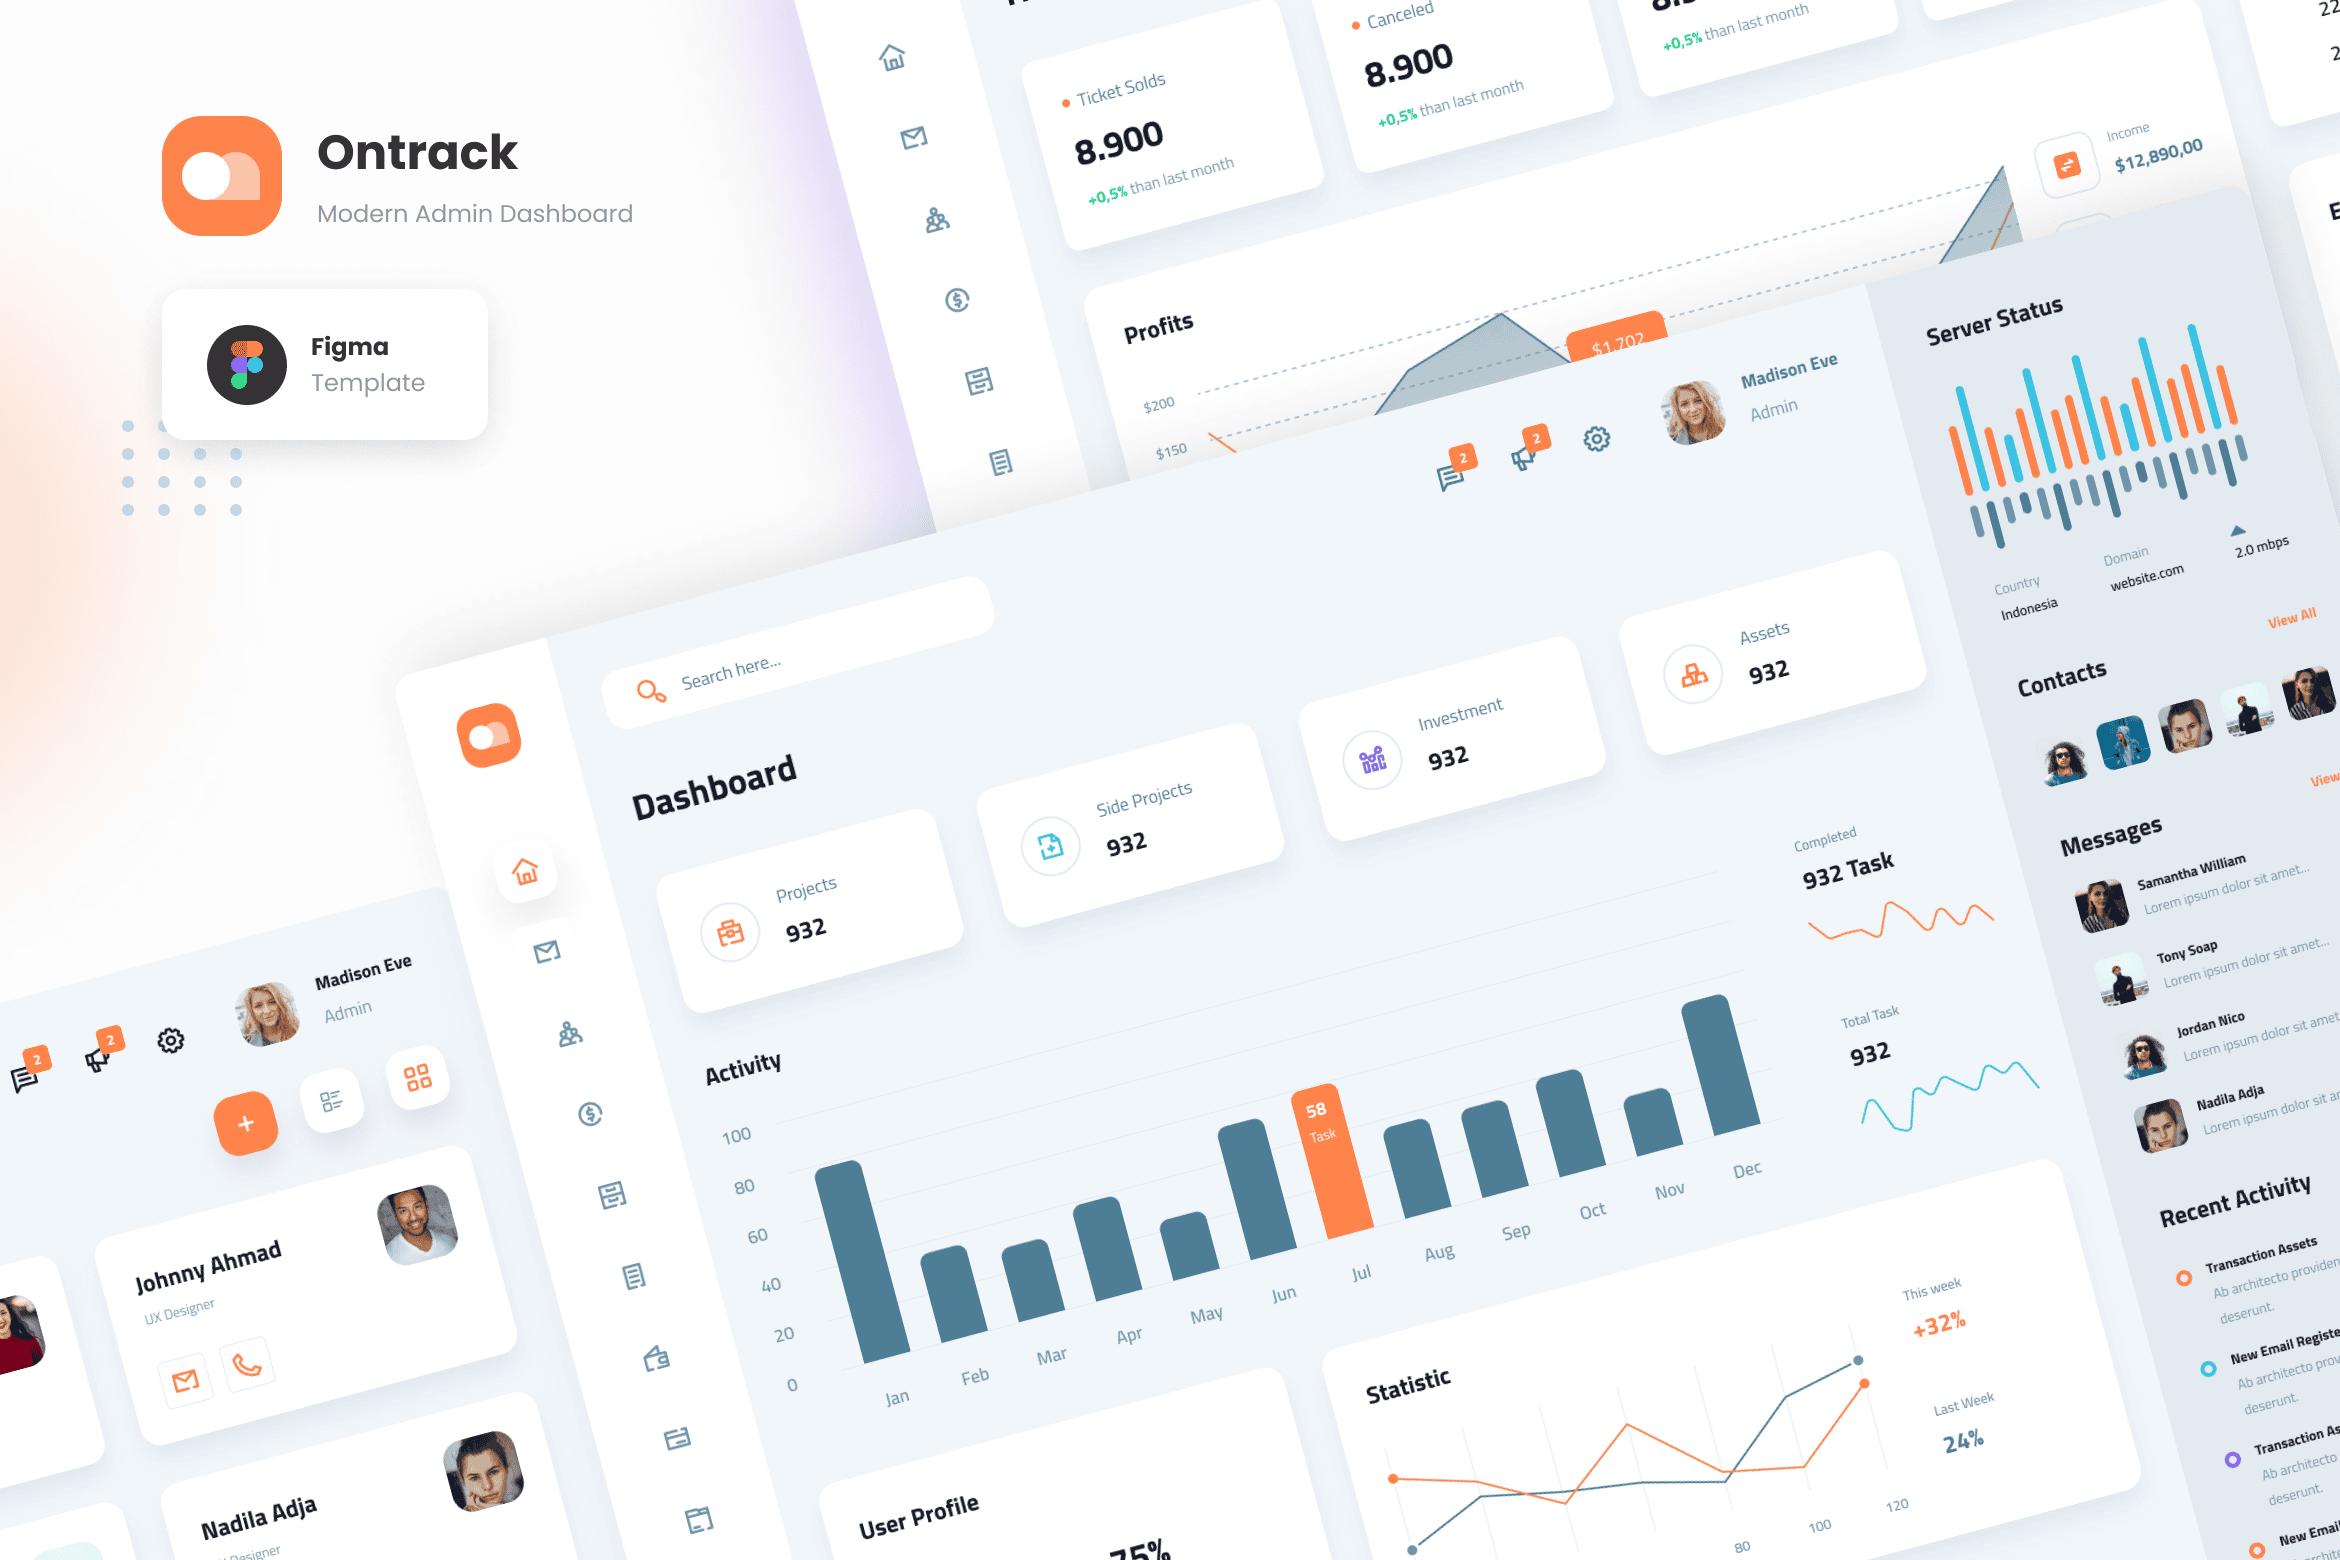 Ontrack
Modern Admin Dashboard
Figma
Template
Ticket Solds
8.900
+0,5% than last month
Canceled
8.900
+0,5% than last month
+0,5% than last month
Income
$12,890,00
Profits
$200
$150
$1,702
2
2
Madison Eve
Admin
Search here...
Dashboard
Projects
932
Side Projects
932
Investment
932
Assets
932
Activity
100
80
60
40
20
0
58
Task
Jan
Feb
Mar
Apr
May
Jun
Jul
Aug
Sep
Oct
Nov
Dec
Completed
932 Task
Total Task
932
User Profile
75%
Statistic
80
100
120
This week
+32%
Last Week
24%
Server Status
Country
Indonesia
Domain
website.com
2.0 mbps
View All
Contacts
View
Messages
Samantha William
Lorem ipsum dolor sit amet...
Tony Soap
Lorem ipsum dolor sit amet...
Jordan Nico
Lorem ipsum dolor sit amet
Nadila Adja
Lorem ipsum dolor sit
Recent Activity
Transaction Assets
Ab architecto
deserunt.
New Email
Ab architecto
deserunt.
Transaction
Ab architecto
deserunt.
New Email
2
2
Madison Eve
Admin
+
Johnny Ahmad
UX Designer
Nadila Adja
Designer